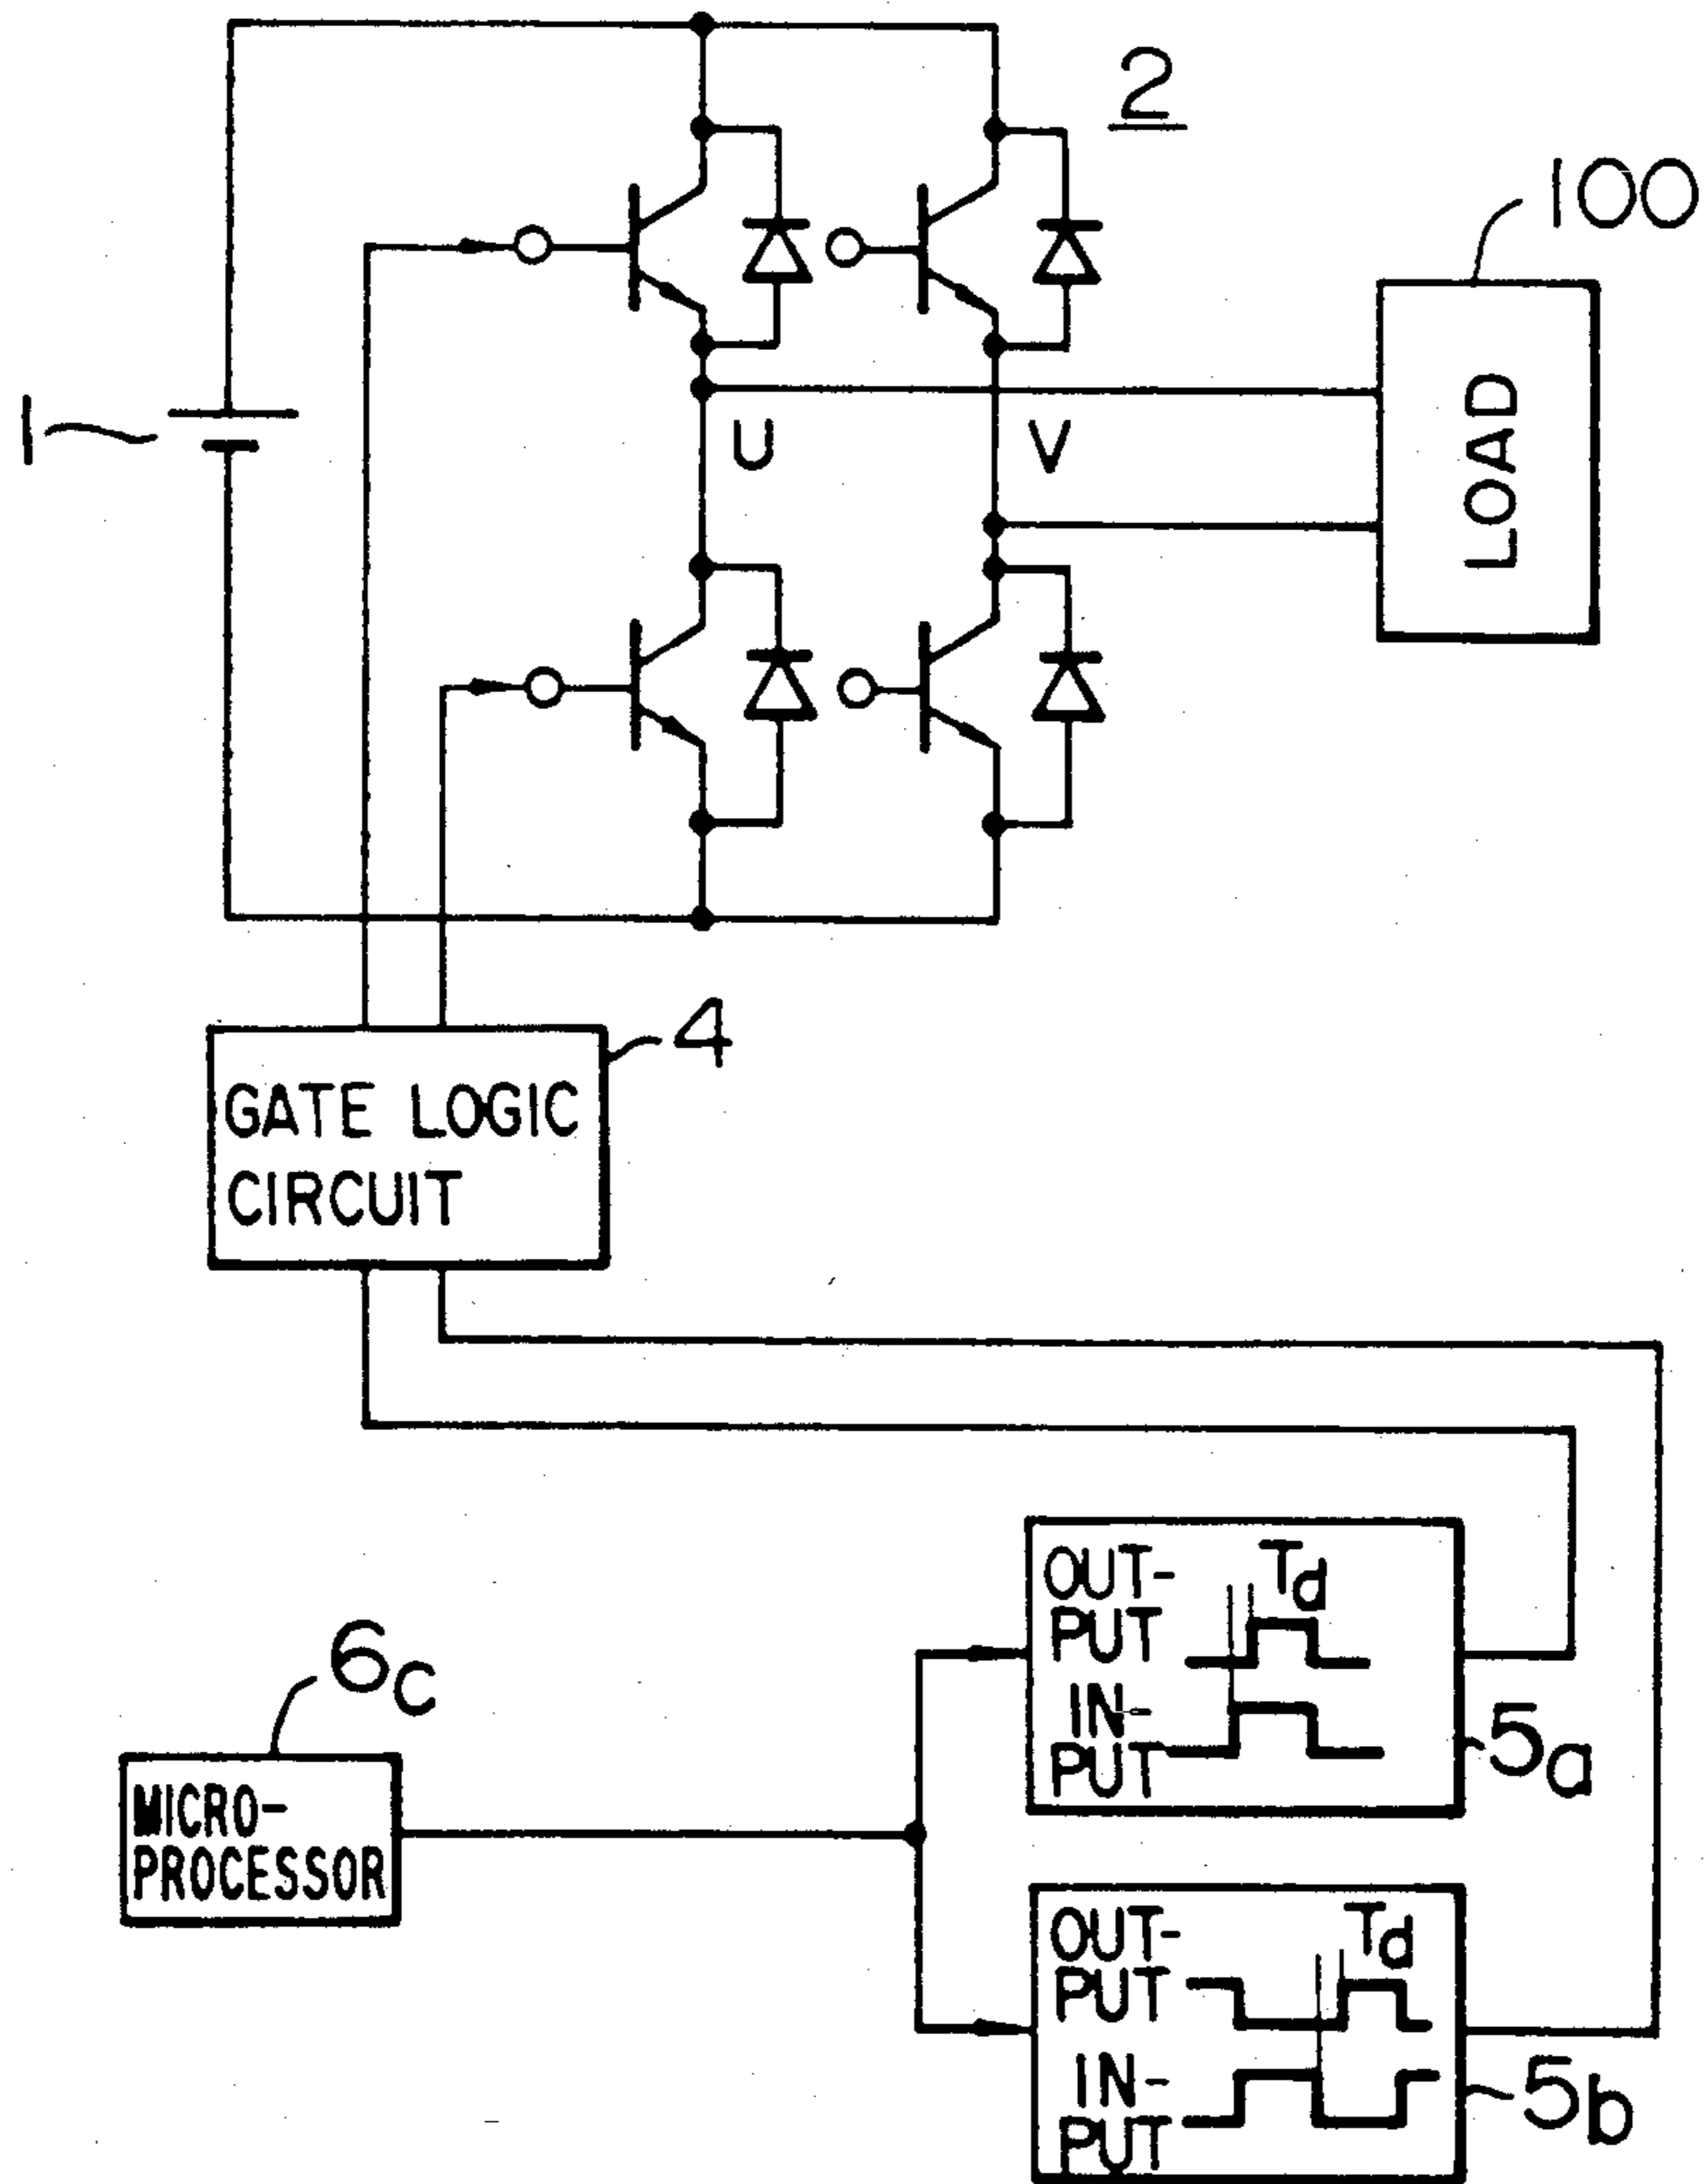 2
100
1
U
V
LOAD
4
GATE LOGIC
CIRCUIT
OUT-
PUT
Td
IN-
PUT
5a
6c
MICRO-
PROCESSOR
OUT-
PUT
Td
IN-
PUT
5b